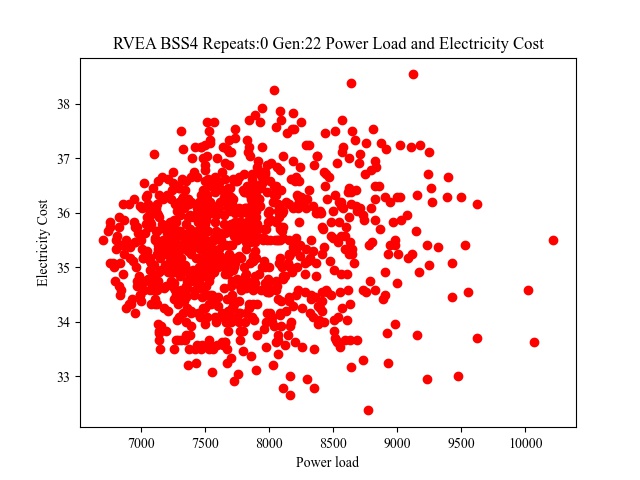 RVEA BSS4 Repeats:0 Gen:22 Power Load and Electricity Cost
38
37
36
35
34
33
Electricity Cost
7000 7500 8000 8500 9000 9500 10000
Power load